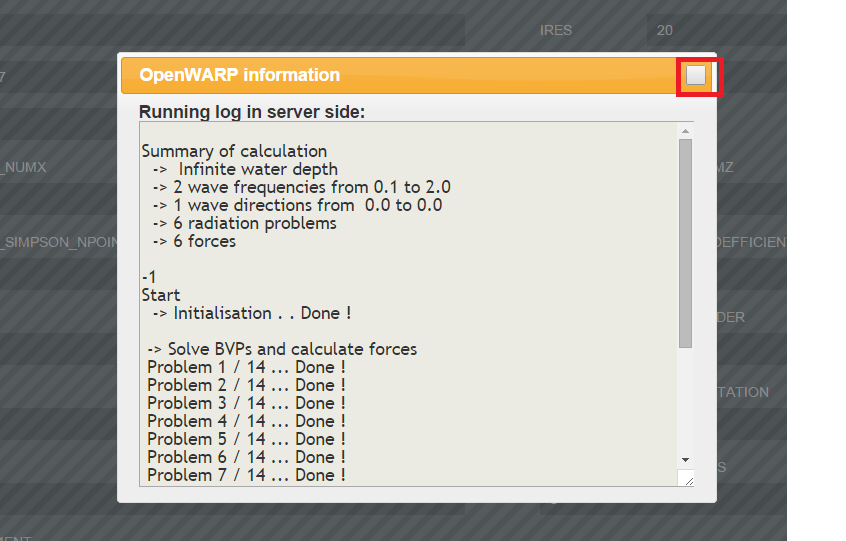 IRES 20
7
OpenWARP information
Running log in server side:
Summary of calculation
-> Infinite water depth
-> 2 wave frequencies from 0.1 to 2.0
-> 1 wave directions from 0.0 to 0.0
-> 6 radiation problems
-> 6 forces
_NUMX
MZ
_SIMPSON_NPOIN
DEFFICIEN
-1
Start
-> Initialisation . . Done !
DER
-> Solve BVPs and calculate forces
Problem 1 / 14 ... Done !
Problem 2 / 14 ... Done !
TATION
Problem 3 / 14 ... Done !
Problem 4 / 14 ... Done !
Problem 5 / 14 ... Done !
Problem 6 / 14 ... Done !
S
Problem 7 / 14 ... Done !
MENT